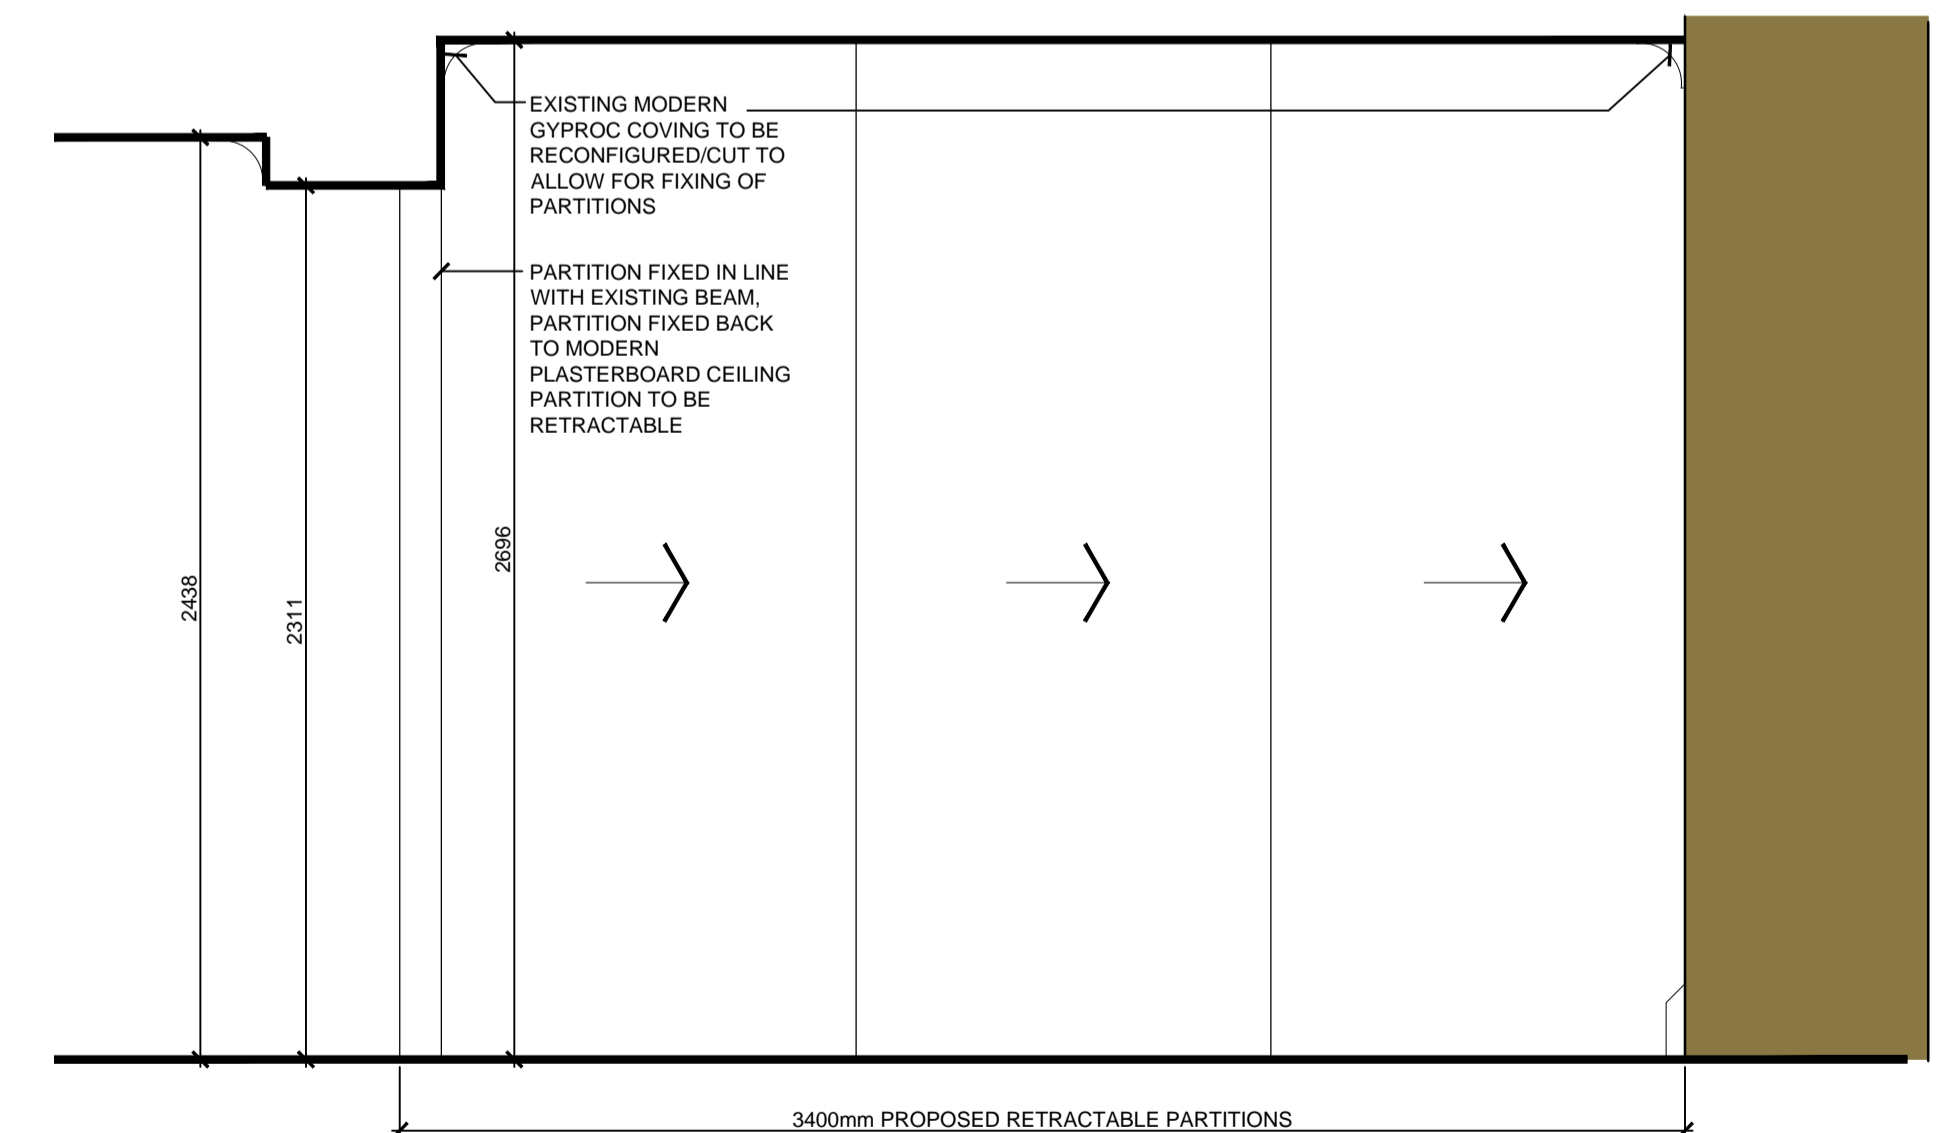 EXISTING MODERN
GYPROC COVING TO BE
RECONFIGURED/CUT TO
ALLOW FOR FIXING OF
PARTITIONS
PARTITION FIXED IN LINE
WITH EXISTING BEAM,
PARTITION FIXED BACK
TO MODERN
PLASTERBOARD CEILING
PARTITION TO BE
RETRACTABLE
2438
2311
2696
3400mm PROPOSED RETRACTABLE PARTITIONS